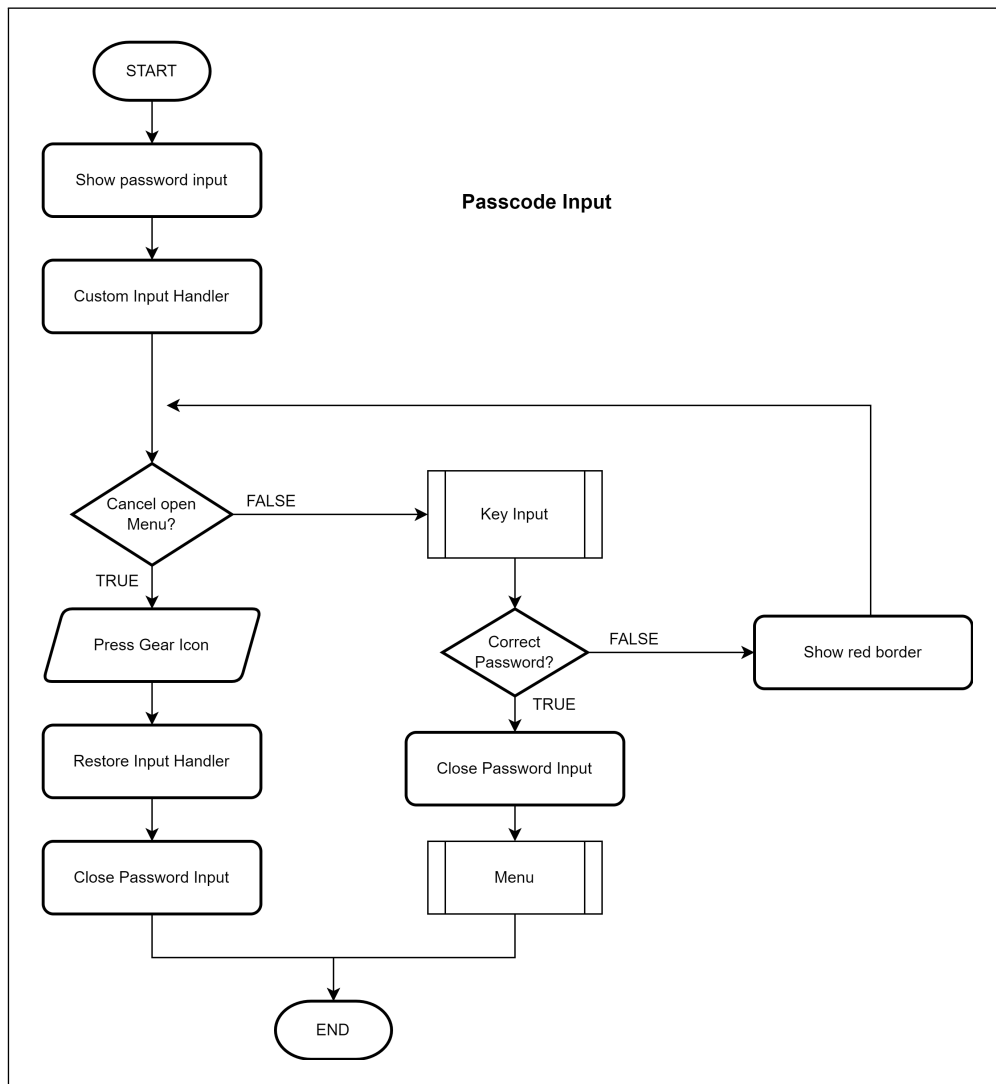 START
Show password input
Passcode Input
Custom Input Handler
Cancel open
Menu?
FALSE
Key Input
TRUE
Press Gear Icon
Correct
Password?
FALSE
Show red border
TRUE
Restore Input Handler
Close Password Input
Close Password Input
Menu
END